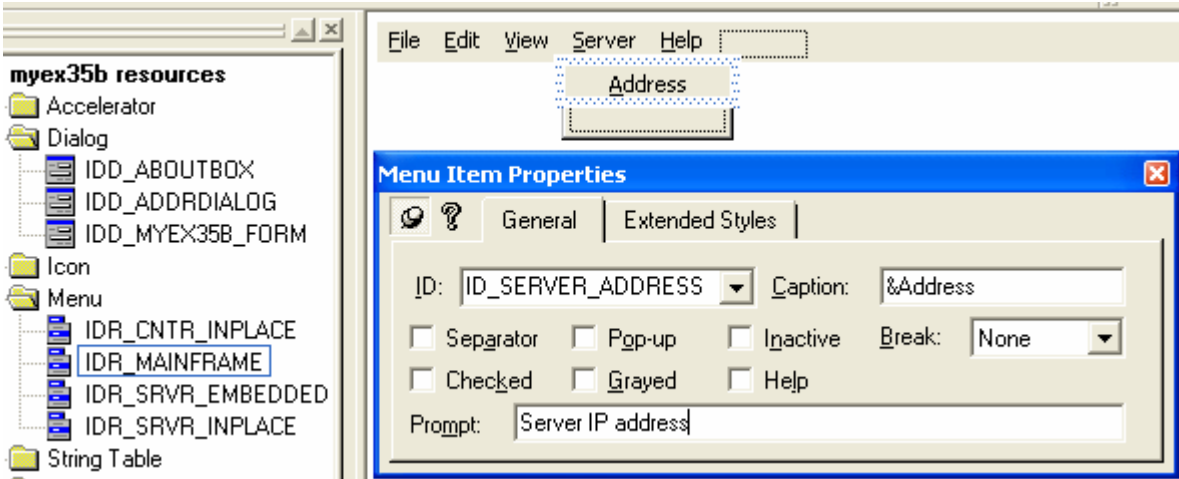 myex35b resources
Accelerator
Dialog
IDD_ABOUTBOX
IDD_ADDRDIALOG
IDD_MYEX35B_FORM
Icon
Menu
IDR_CNTR_INPLACE
IDR_MAINFRAME
IDR_SRVR_EMBEDDED
IDR_SRVR_INPLACE
String Table
File Edit View Server Help
Address
Menu Item Properties
General Extended Styles
ID: ID_SERVER_ADDRESS Caption: &Address
Separator Pop-up Inactive Break: None
Checked Grayed Help
Prompt: Server IP address